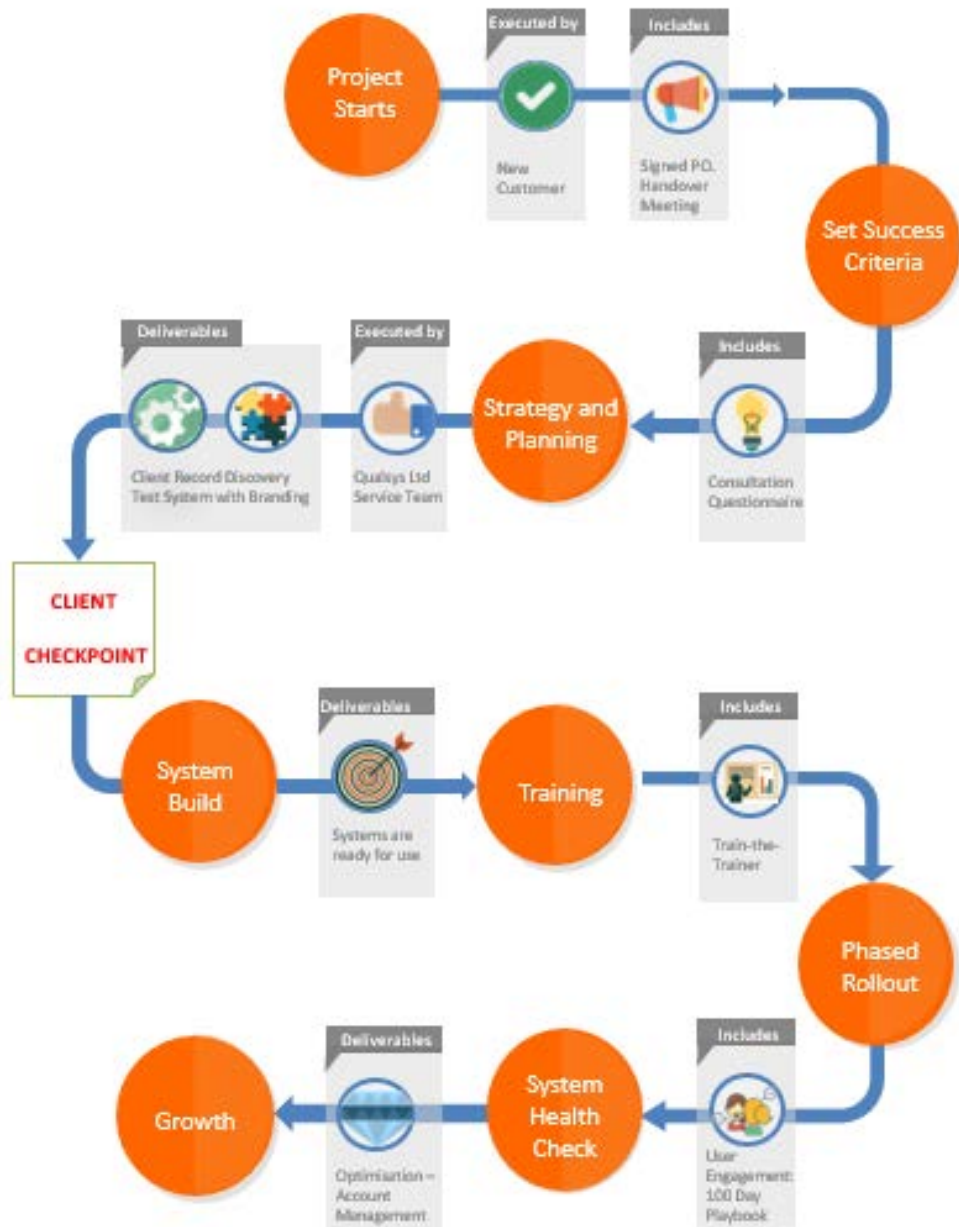 Executed by
Includes
Project
Starts
New
Customer
Signed PO.
Handover
Meeting
Set Success
Criteria
Deliverables
Executed by
Includes
Strategy and
Planning
Client Record Discovery
Test System with Branding
Qualsys Ltd
Service Team
Consultation
Questionnaire
CLIENT
CHECKPOINT
Deliverables
Includes
System
Build
Training
Systems are
ready for use
Train-the-
Trainer
Phased
Rollout
Deliverables
Includes
Growth
System
Health
Check
Optimisation –
Account
Management
User
Engagement:
100 Day
Playbook